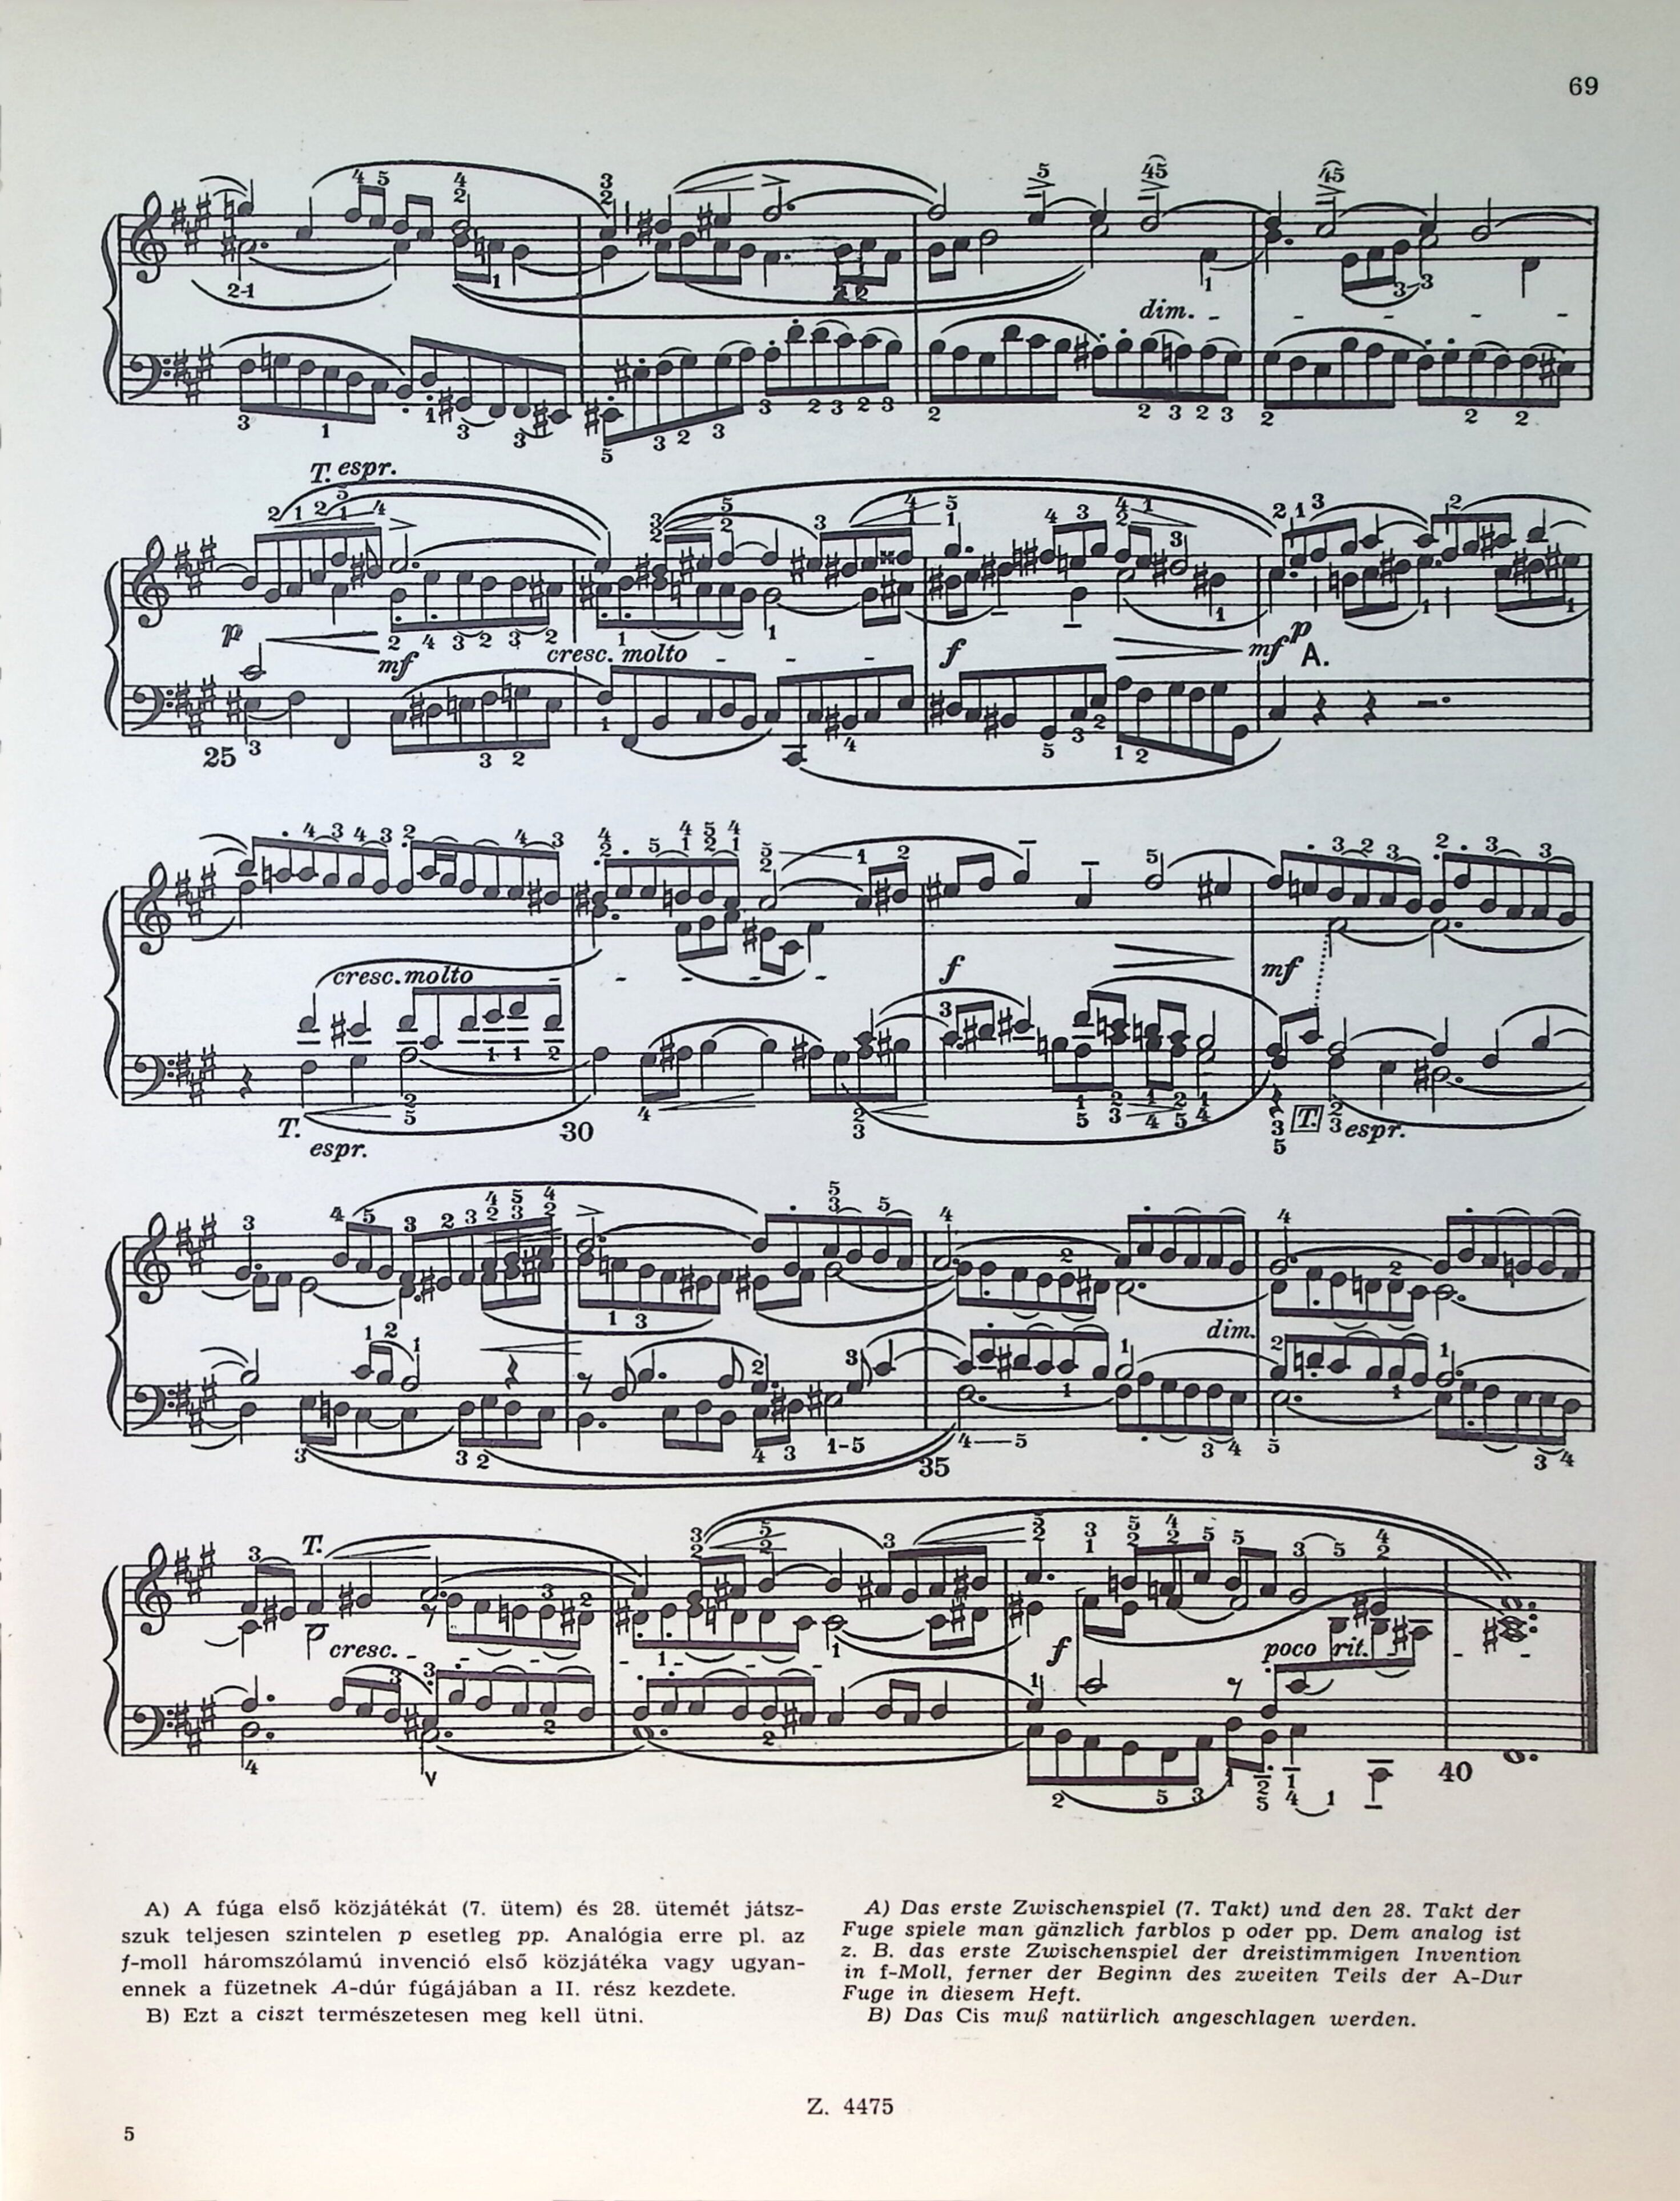 69
dim.
T. espr.
p
mf
cresc. molto
f
mf p
A.
25
cresc. molto
f
mf
T.
espr.
30
T.
espr.
dim.
35
T.
cresc.
f
poco rit.
40
A) A fúga első közjátékát (7. ütem) és 28. ütemét játsz-
szuk teljesen szintelen p esetleg pp. Analógia erre pl. az
f-moll háromszólamú invenció első közjátéka vagy ugyan-
ennek a füzetnek A-dúr fúgájában a II. rész kezdete.
B) Ezt a ciszt természetesen meg kell ütni.
A) Das erste Zwischenspiel (7. Takt) und den 28. Takt der
Fuge spiele man gänzlich farblos p oder pp. Dem analog ist
z. B. das erste Zwischenspiel der dreistimmigen Invention
in f-Moll, ferner der Beginn des zweiten Teils der A-Dur
Fuge in diesem Heft.
B) Das Cis muß natürlich angeschlagen werden.
Z. 4475
5